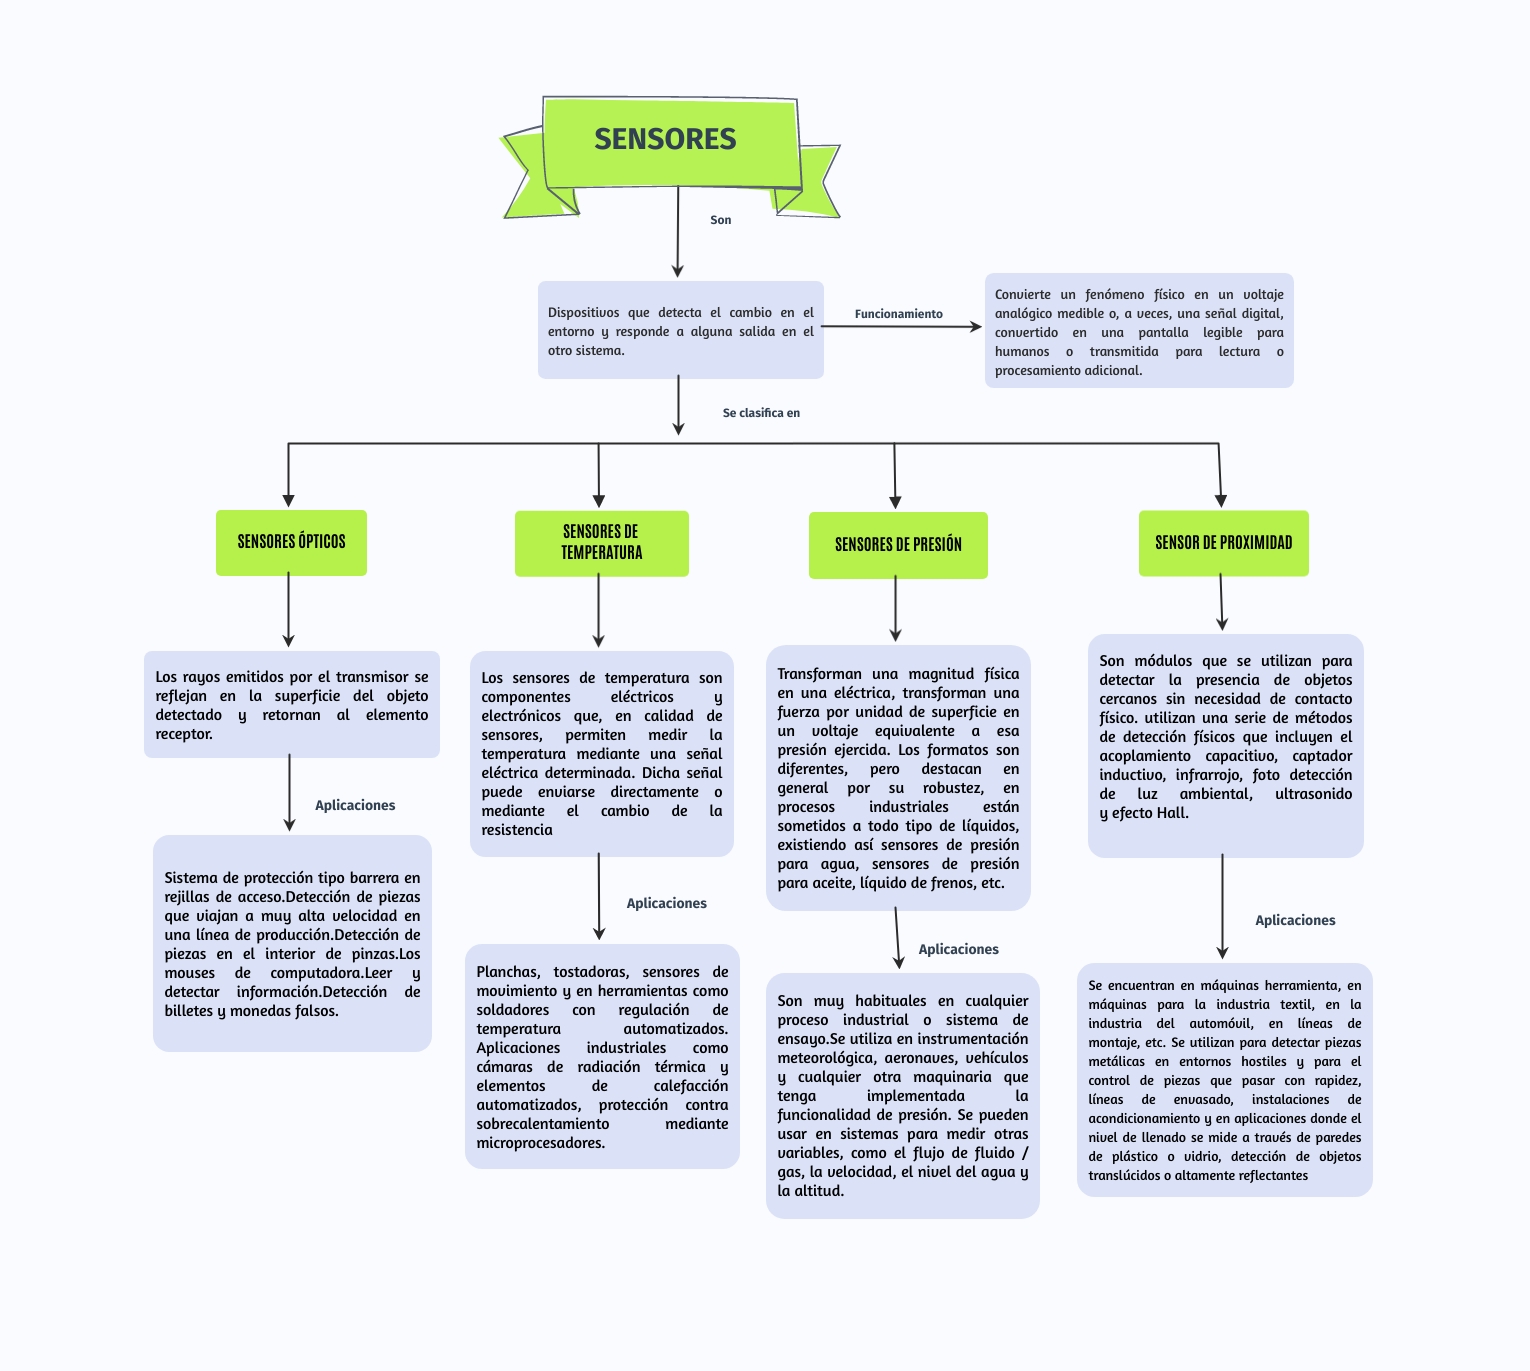 SENSORES
Son
Dispositivos que detecta el cambio en el
entorno y responde a alguna salida en el
otro sistema.
Funcionamiento
Convierte un fenómeno físico en un voltaje
analógico medible o, a veces, una señal digital,
convertido en una pantalla legible para
humanos o transmitida para lectura o
procesamiento adicional.
Se clasifica en
SENSORES ÓPTICOS
Los rayos emitidos por el transmisor se
reflejan en la superficie del objeto
detectado y retornan al elemento
receptor.
Aplicaciones
Sistema de protección tipo barrera en
rejillas de acceso.Detección de piezas
que viajan a muy alta velocidad en
una línea de producción.Detección de
piezas en el interior de pinzas.Los
mouses de computadora.Leer y
detectar información.Detección de
billetes y monedas falsos.
SENSORES DE
TEMPERATURA
Los sensores de temperatura son
componentes eléctricos y
electrónicos que, en calidad de
sensores, permiten medir la
temperatura mediante una señal
eléctrica determinada. Dicha señal
puede enviarse directamente o
mediante el cambio de la
resistencia
Aplicaciones
Planchas, tostadoras, sensores de
movimiento y en herramientas como
soldadores con regulación de
temperatura automatizados.
Aplicaciones industriales como
cámaras de radiación térmica y
elementos de calefacción
automatizados, protección contra
sobrecalentamiento mediante
microprocesadores.
SENSORES DE PRESIÓN
Transforman una magnitud física
en una eléctrica, transforman una
fuerza por unidad de superficie en
un voltaje equivalente a esa
presión ejercida. Los formatos son
diferentes, pero destacan en
general por su robustez, en
procesos industriales están
sometidos a todo tipo de líquidos,
existiendo así sensores de presión
para agua, sensores de presión
para aceite, líquido de frenos, etc.
Aplicaciones
Son muy habituales en cualquier
proceso industrial o sistema de
ensayo.Se utiliza en instrumentación
meteorológica, aeronaves, vehículos
y cualquier otra maquinaria que
tenga implementada la
funcionalidad de presión. Se pueden
usar en sistemas para medir otras
variables, como el flujo de fluido /
gas, la velocidad, el nivel del agua y
la altitud.
SENSOR DE PROXIMIDAD
Son módulos que se utilizan para
detectar la presencia de objetos
cercanos sin necesidad de contacto
físico. utilizan una serie de métodos
de detección físicos que incluyen el
acoplamiento capacitivo, captador
inductivo, infrarrojo, foto detección
de luz ambiental, ultrasonido
y efecto Hall.
Aplicaciones
Se encuentran en máquinas herramienta, en
máquinas para la industria textil, en la
industria del automóvil, en líneas de
montaje, etc. Se utilizan para detectar piezas
metálicas en entornos hostiles y para el
control de piezas que pasar con rapidez,
líneas de envasado, instalaciones de
acondicionamiento y en aplicaciones donde el
nivel de llenado se mide a través de paredes
de plástico o vidrio, detección de objetos
translúcidos o altamente reflectantes